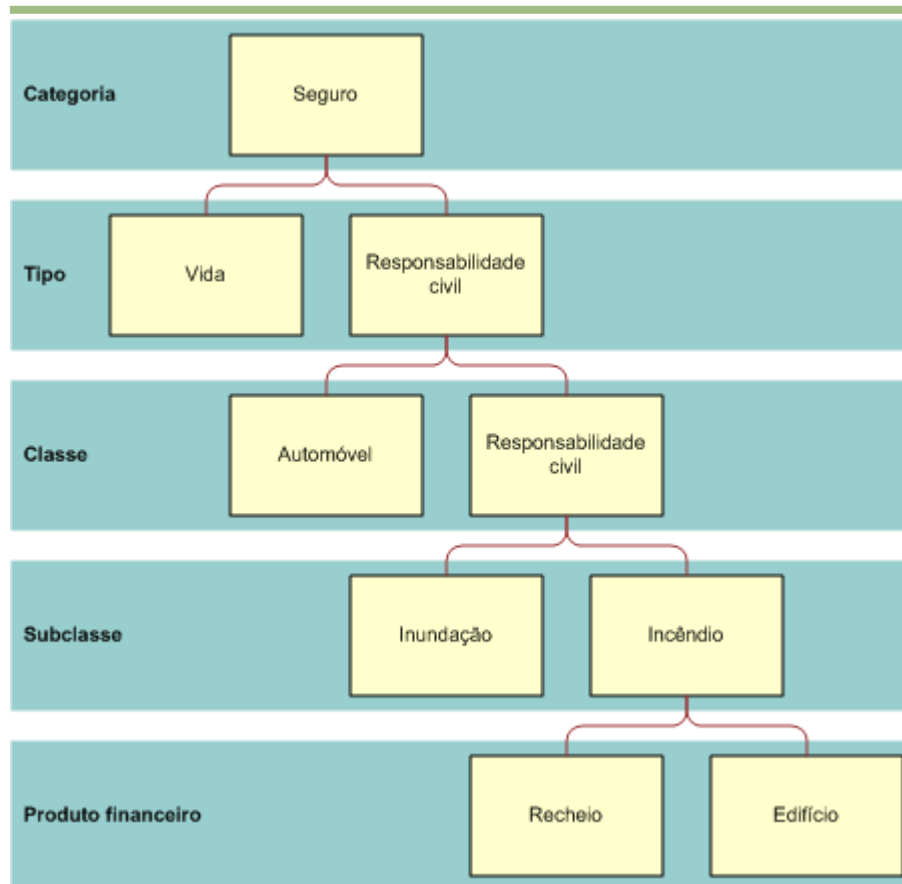 Categoria
Seguro
Tipo
Vida
Responsabilidade
civil
Classe
Automóvel
Responsabilidade
civil
Subclasse
Inundação
Incêndio
Produto financeiro
Recheio
Edifício